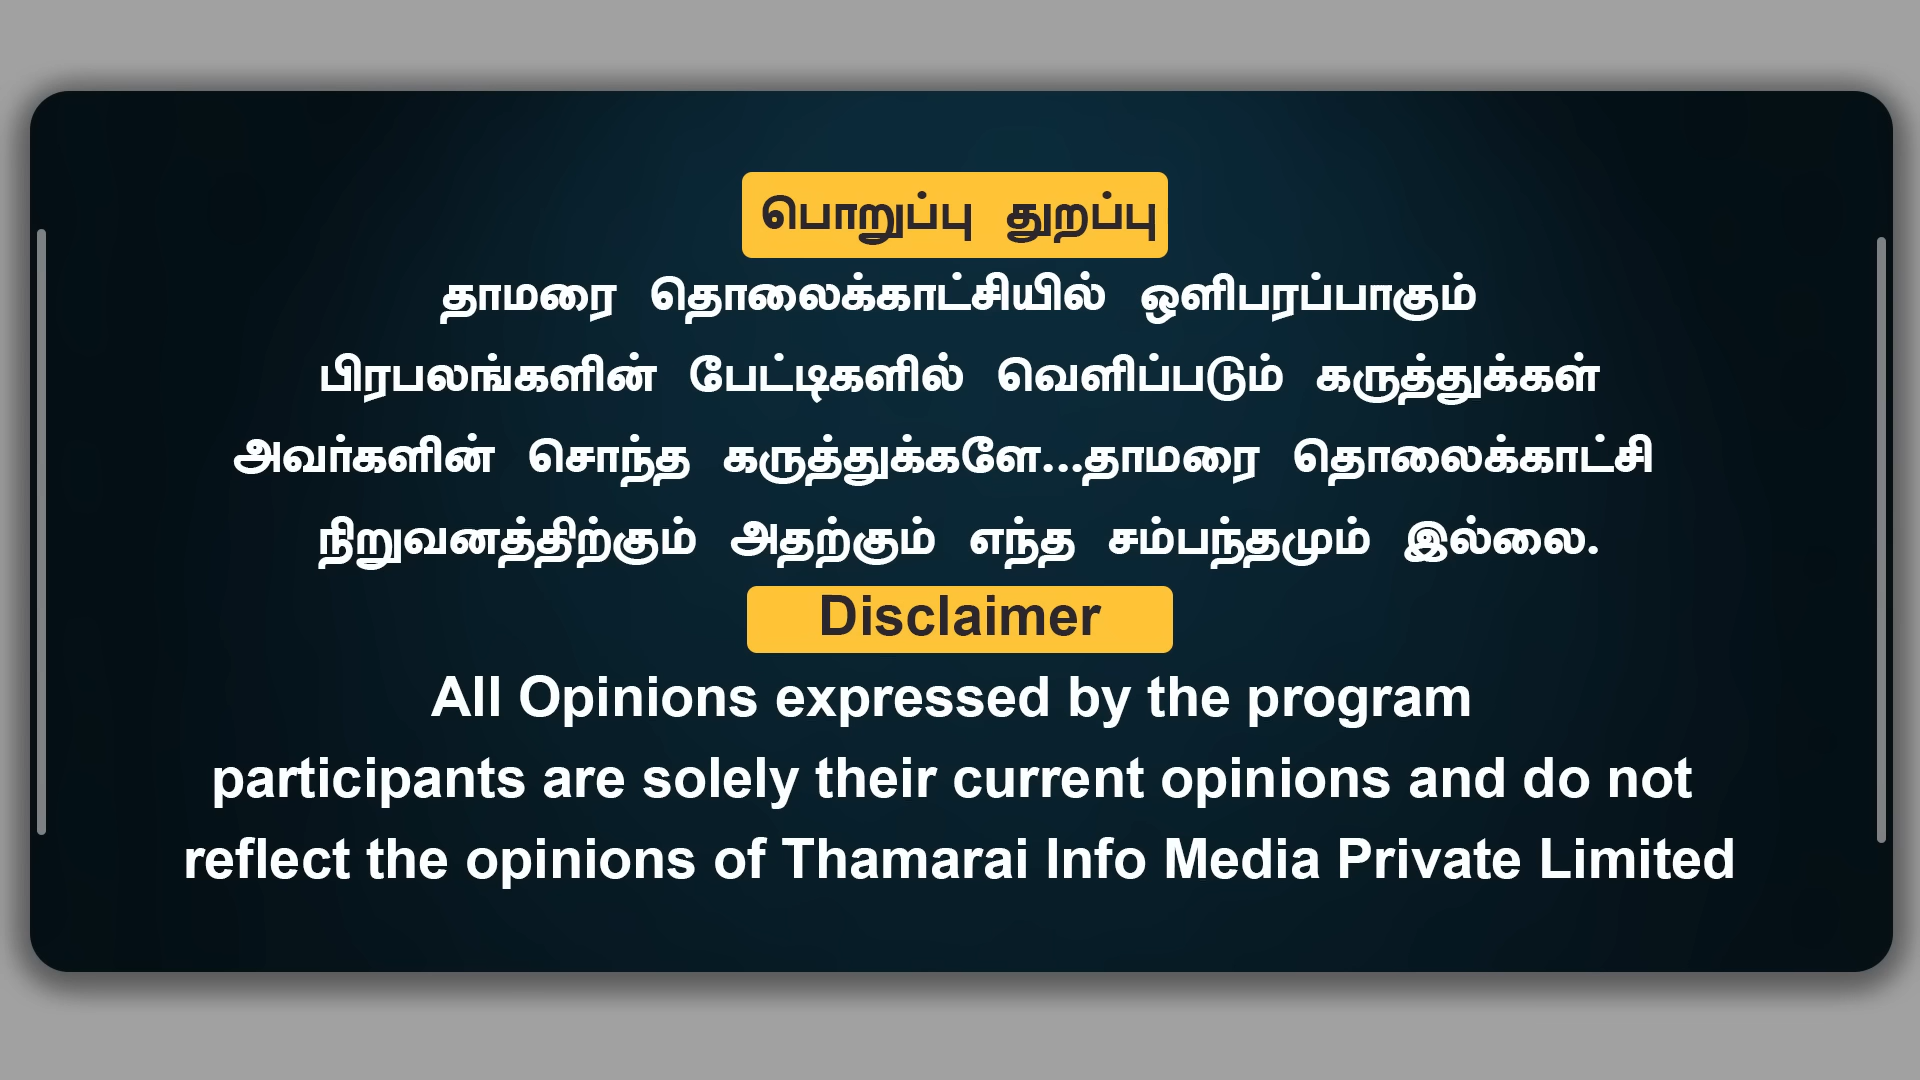 பொறுப்பு துறப்பு
தாமரை தொலைக்காட்சியில் ஒளிபரப்பாகும்
பிரபலங்களின் பேட்டிகளில் வெளிப்படும் கருத்துக்கள்
அவர்களின் சொந்த கருத்துக்களே...தாமரை தொலைக்காட்சி
நிறுவனத்திற்கும் அதற்கும் எந்த சம்பந்தமும் இல்லை.
Disclaimer
All Opinions expressed by the program
participants are solely their current opinions and do not
reflect the opinions of Thamarai Info Media Private Limited